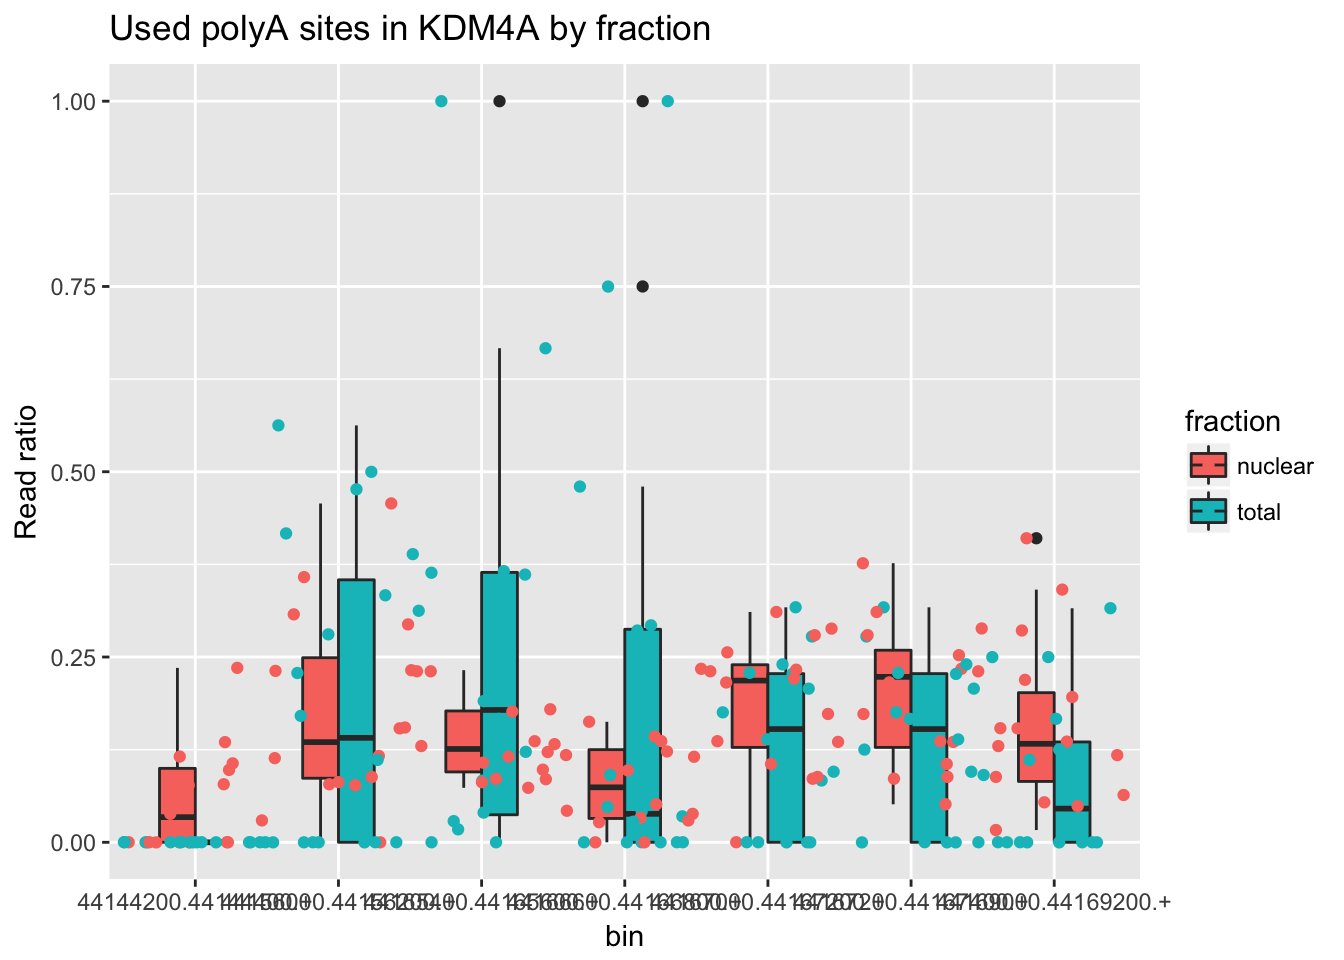 Used polyA sites in KDM4A by fraction
1.00
0.75
0.50
0.25
0.00
Read ratio
fraction
nuclear
total
bin